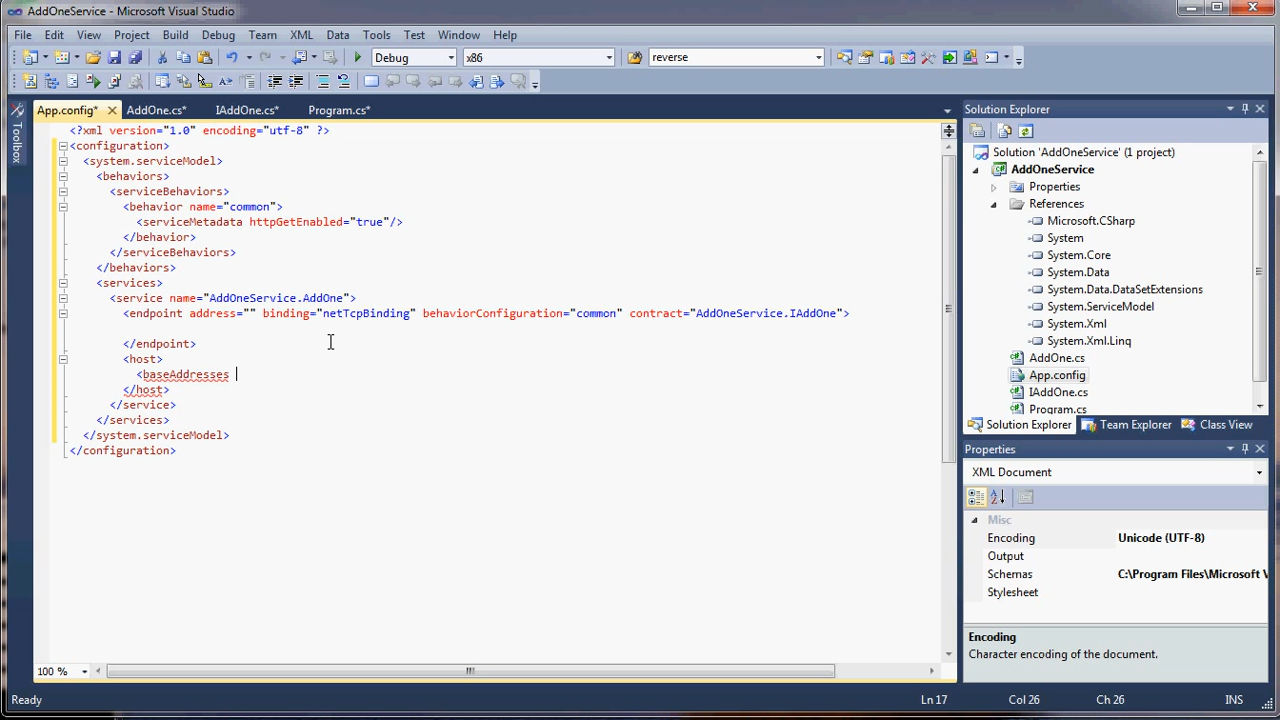 AddOneService - Microsoft Visual Studio
File Edit View Project Build Debug Team XML Data Tools Test Window Help
Debug x86 reverse
App.config* AddOne.cs* IAddOne.cs* Program.cs*
Toolbox
<?xml version="1.0" encoding="utf-8" ?>
<configuration>
<system.serviceModel>
<behaviors>
<serviceBehaviors>
<behavior name="common">
<serviceMetadata httpGetEnabled="true"/>
</behavior>
</serviceBehaviors>
</behaviors>
<services>
<service name="AddOneService.AddOne">
<endpoint address="" binding="netTcpBinding" behaviorConfiguration="common" contract="AddOneService.IAddOne">
</endpoint>
<host>
<baseAddresses
</host>
</service>
</services>
</system.serviceModel>
</configuration>
100 %
Solution Explorer
Solution 'AddOneService' (1 project)
AddOneService
Properties
References
Microsoft.CSharp
System
System.Core
System.Data
System.Data.DataSetExtensions
System.ServiceModel
System.Xml
System.Xml.Linq
AddOne.cs
App.config
IAddOne.cs
Program.cs
Solution Explorer Team Explorer Class View
Properties
XML Document
Misc
Encoding Unicode (UTF-8)
Output
Schemas C:\Program Files\Microsoft V
Stylesheet
Encoding
Character encoding of the document.
Ready Ln 17 Col 26 Ch 26 INS